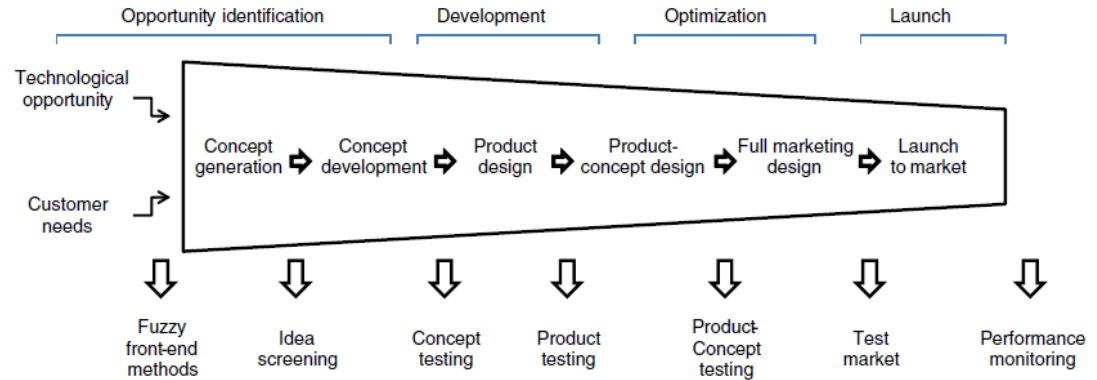 Opportunity identification
Development
Optimization
Launch
Technological
opportunity
Customer
needs
Concept
generation
Concept
development
Product
design
Product-
concept design
Full marketing
design
Launch
to market
Fuzzy
front-end
methods
Idea
screening
Concept
testing
Product
testing
Product-
Concept
testing
Test
market
Performance
monitoring